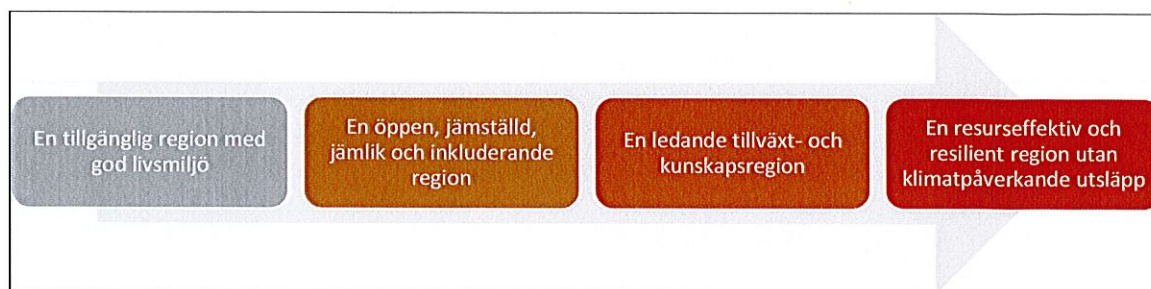 En tillgänglig region med
god livsmiljö
En öppen, jämställd,
jämlik och inkluderande
region
En ledande tillväxt- och
kunskapsregion
En resurseffektiv och
resilient region utan
klimatpåverkande utsläpp